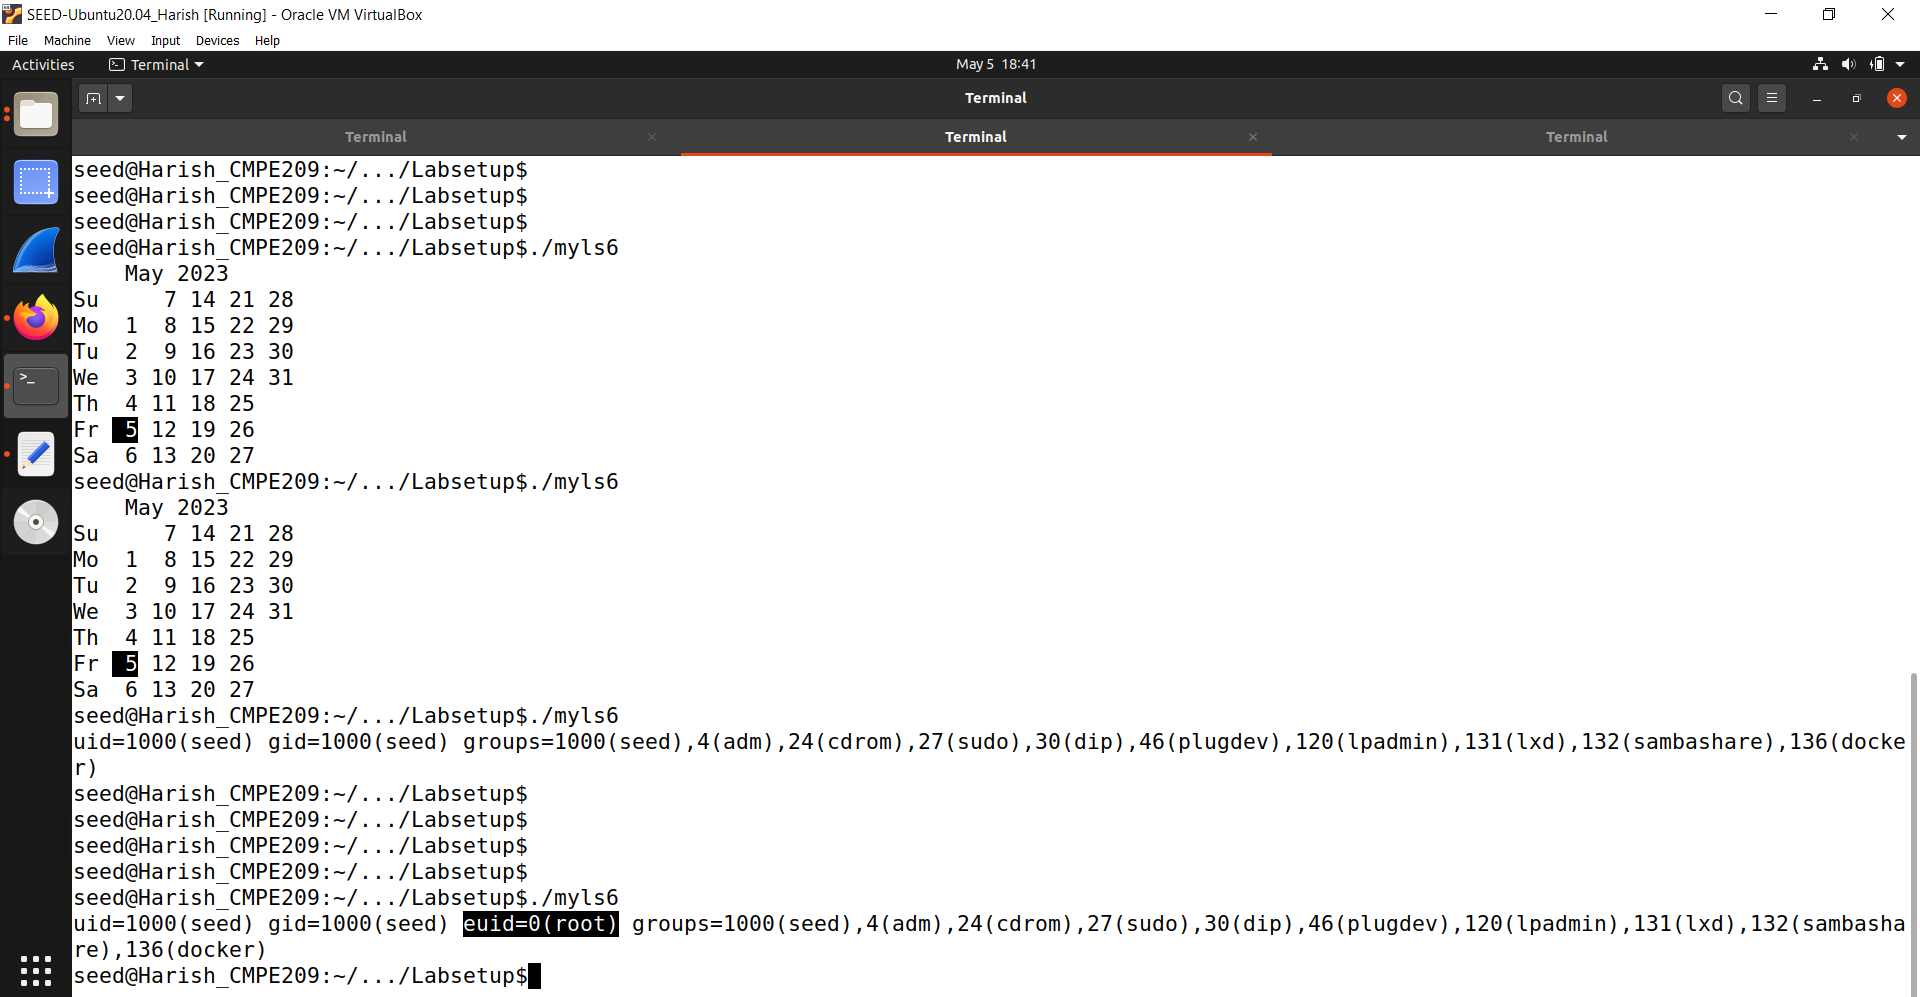 SEED-Ubuntu20.04_Harish [Running] - Oracle VM VirtualBox
File Machine View Input Devices Help
Activities Terminal May 5 18:41
Terminal
Terminal Terminal Terminal
seed@Harish_CMPE209:~/.../Labsetup$
seed@Harish_CMPE209:~/.../Labsetup$
seed@Harish_CMPE209:~/.../Labsetup$
seed@Harish_CMPE209:~/.../Labsetup$./myls6
    May 2023
Su     7 14 21 28
Mo  1  8 15 22 29
Tu  2  9 16 23 30
We  3 10 17 24 31
Th  4 11 18 25
Fr  5 12 19 26
Sa  6 13 20 27
seed@Harish_CMPE209:~/.../Labsetup$./myls6
    May 2023
Su     7 14 21 28
Mo  1  8 15 22 29
Tu  2  9 16 23 30
We  3 10 17 24 31
Th  4 11 18 25
Fr  5 12 19 26
Sa  6 13 20 27
seed@Harish_CMPE209:~/.../Labsetup$./myls6
uid=1000(seed) gid=1000(seed) groups=1000(seed),4(adm),24(cdrom),27(sudo),30(dip),46(plugdev),120(lpadmin),131(lxd),132(sambashare),136(docke
r)
seed@Harish_CMPE209:~/.../Labsetup$
seed@Harish_CMPE209:~/.../Labsetup$
seed@Harish_CMPE209:~/.../Labsetup$
seed@Harish_CMPE209:~/.../Labsetup$
seed@Harish_CMPE209:~/.../Labsetup$./myls6
uid=1000(seed) gid=1000(seed) euid=0(root) groups=1000(seed),4(adm),24(cdrom),27(sudo),30(dip),46(plugdev),120(lpadmin),131(lxd),132(sambasha
re),136(docker)
seed@Harish_CMPE209:~/.../Labsetup$